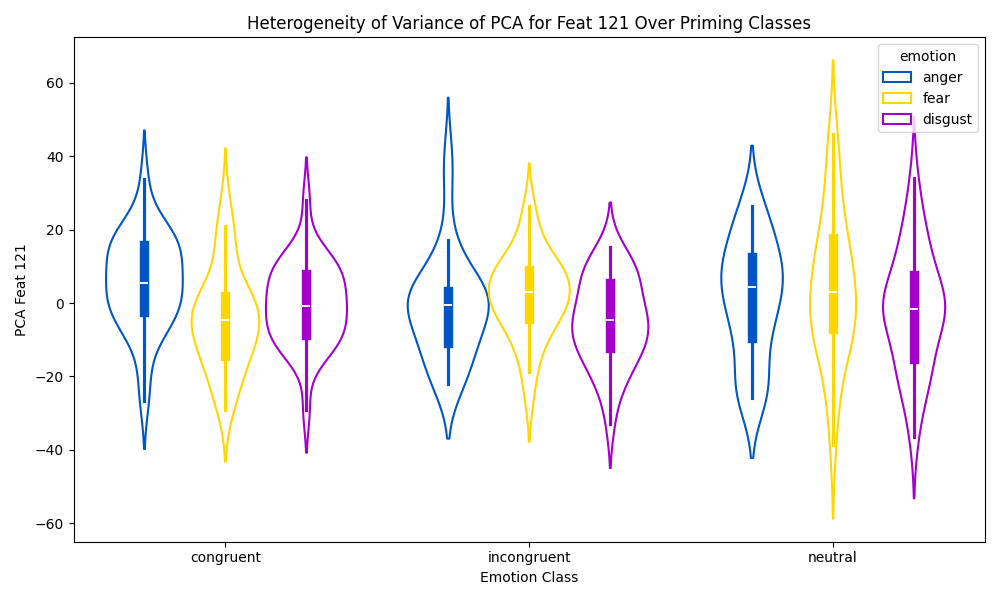 Heterogeneity of Variance of PCA for Feat 121 Over Priming Classes
emotion
anger
fear
disgust
PCA Feat 121
60
40
20
0
−20
−40
−60
congruent
incongruent
neutral
Emotion Class